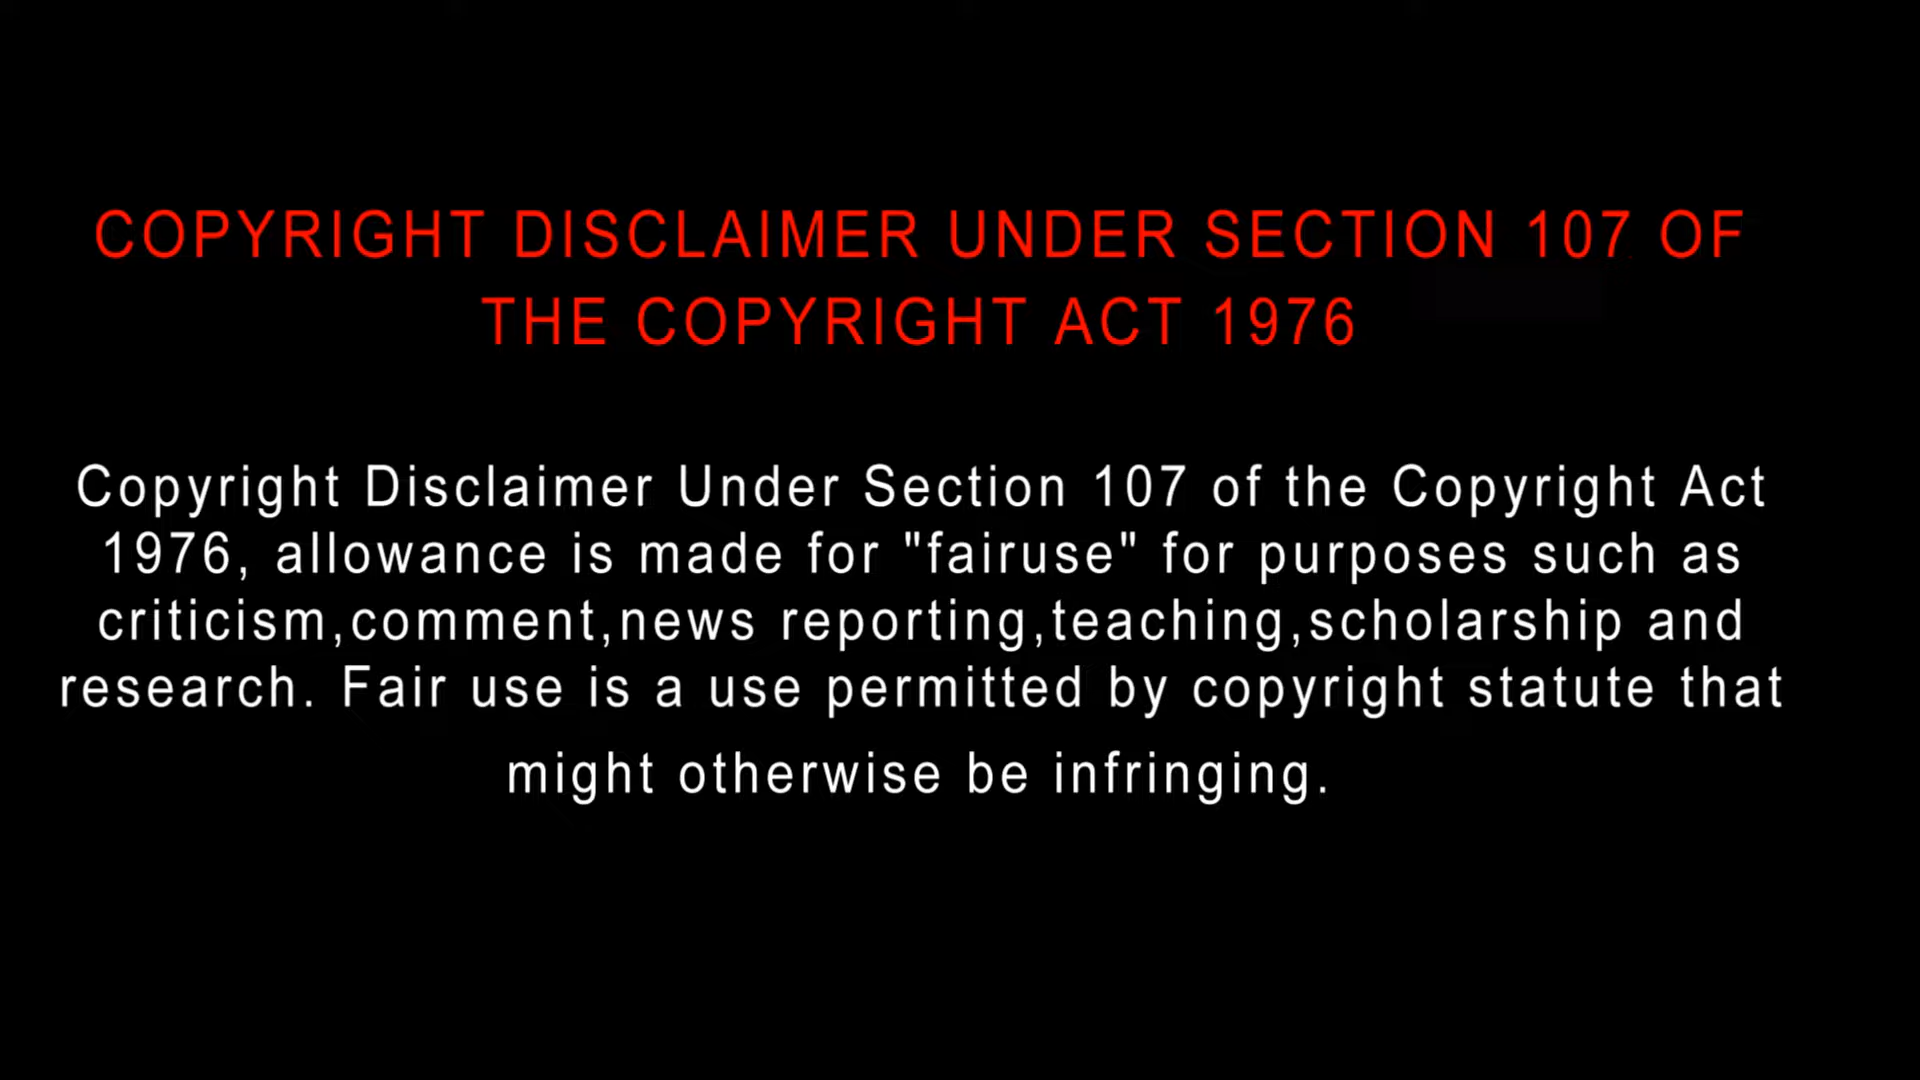 COPYRIGHT DISCLAIMER UNDER SECTION 107 OF
THE COPYRIGHT ACT 1976
Copyright Disclaimer Under Section 107 of the Copyright Act
1976, allowance is made for "fairuse" for purposes such as
criticism,comment,news reporting,teaching,scholarship and
research. Fair use is a use permitted by copyright statute that
might otherwise be infringing.